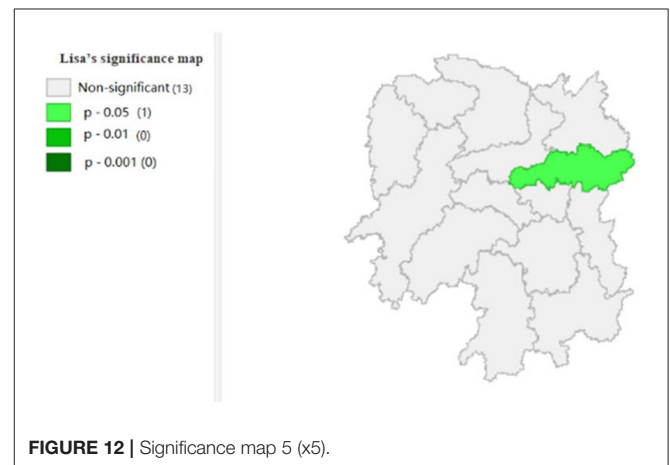 Lisa's significance map
Non-significant (13)
p - 0.05 (1)
p - 0.01 (0)
p - 0.001 (0)
FIGURE 12 | Significance map 5 (x5).